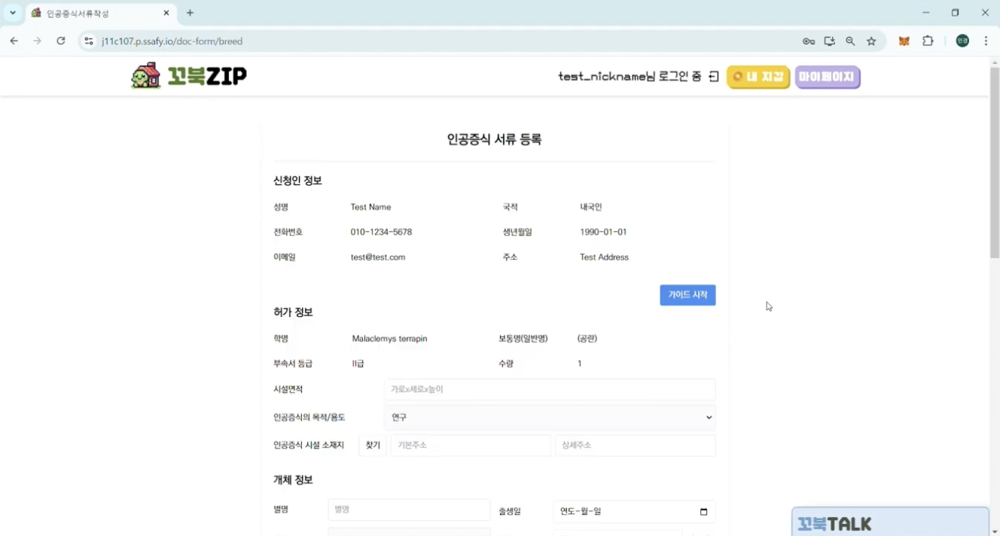 인공증식서류작성
j11c107.p.ssafy.io/doc-form/breed
민경
꼬북ZIP
test_nickname님 로그인 중
내 지갑
마이페이지
인공증식 서류 등록
신청인 정보
성명 Test Name 국적 내국인
전화번호 010-1234-5678 생년월일 1990-01-01
이메일 test@test.com 주소 Test Address
가이드 시작
허가 정보
학명 Malaclemys terrapin 보통명(일반명) (공란)
부속서 등급 II급 수량 1
시설면적 가로x세로x높이
인공증식의 목적/용도 연구
인공증식 시설 소재지 찾기 기본주소 상세주소
개체 정보
별명 별명 출생일 연도-월-일
꼬북TALK